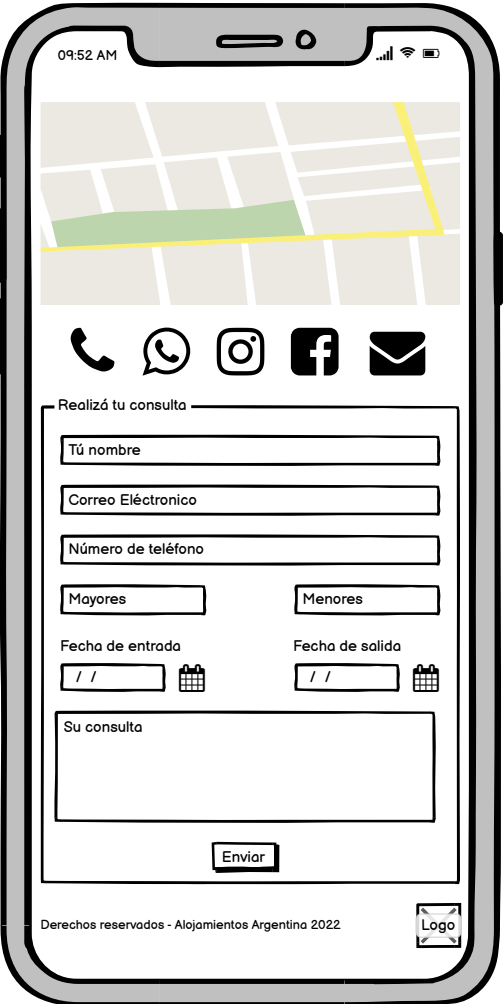 09:52 AM
Realizá tu consulta
Tú nombre
Correo Eléctronico
Número de teléfono
Mayores Menores
Fecha de entrada Fecha de salida
/ / / /
Su consulta
Enviar
Derechos reservados - Alojamientos Argentina 2022 Logo